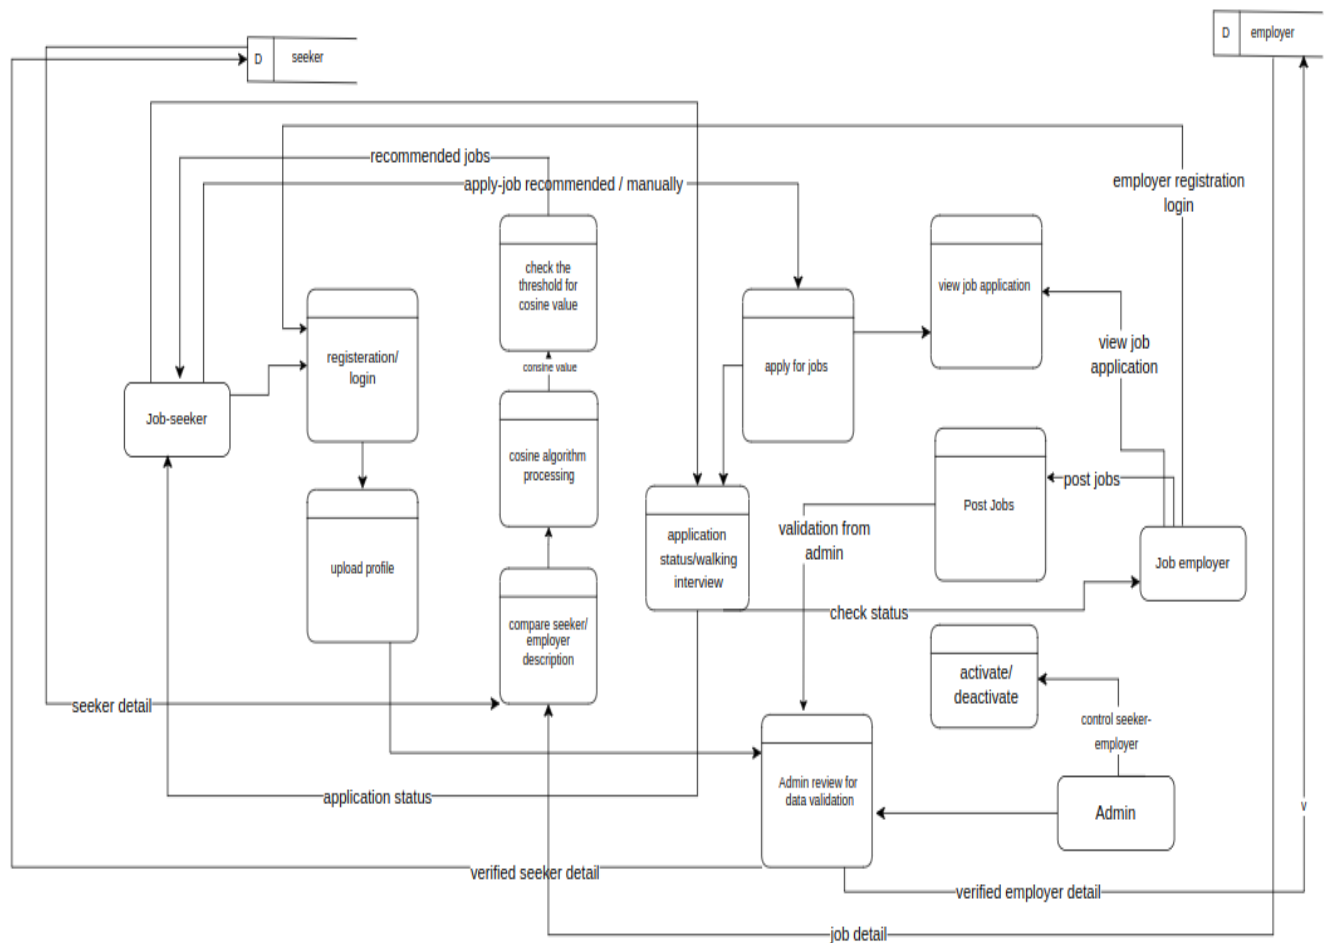 D
employer
D
seeker
recommended jobs
apply-job recommended / manually
employer registration
login
check the
threshold for
cosine value
view job application
registeration/
login
apply for jobs
view job
application
consine value
Job-seeker
cosine algorithm
processing
post jobs
Post Jobs
validation from
admin
application
status/walking
interview
Job employer
upload profile
check status
compare seeker/
employer
description
activate/
deactivate
seeker detail
control seeker-
employer
Admin review for
data validation
application status
Admin
v
verified seeker detail
verified employer detail
job detail